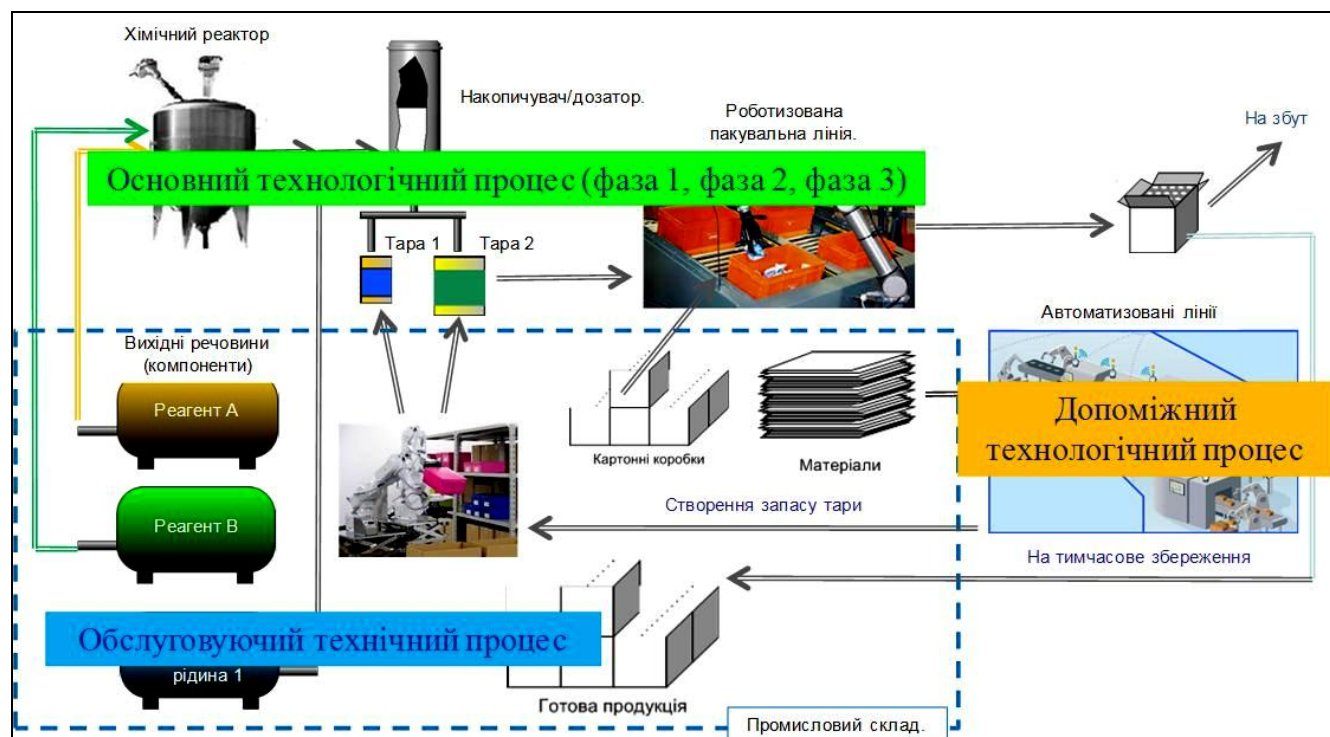 Хімічний реактор
Накопичувач/дозатор.
Роботизована
пакувальна лінія.
На збут
Основний технологічний процес (фаза 1, фаза 2, фаза 3)
Тара 1
Тара 2
Автоматизовані лінії
Вихідні речовини
(компоненти)
Реагент A
Картонні коробки
Матеріали
Допоміжний
технологічний процес
Створення запасу тари
Реагент B
На тимчасове збереження
Обслуговуючий технічний процес
рідина 1
Готова продукція
Промисловий склад.